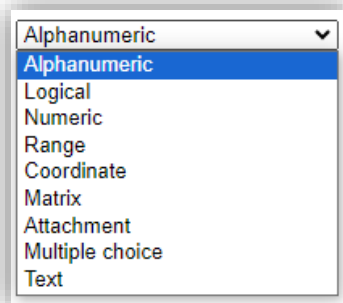 Alphanumeric
Alphanumeric
Logical
Numeric
Range
Coordinate
Matrix
Attachment
Multiple choice
Text